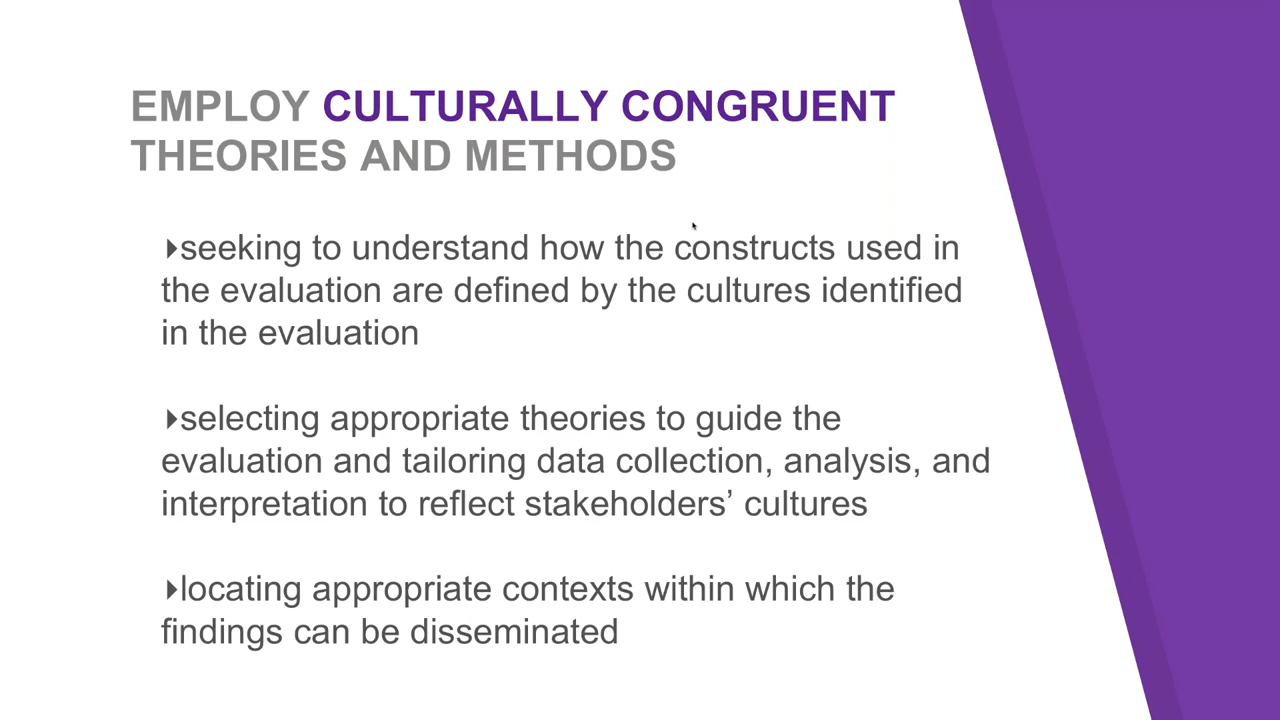 EMPLOY CULTURALLY CONGRUENT
THEORIES AND METHODS
‣seeking to understand how the constructs used in
the evaluation are defined by the cultures identified
in the evaluation
‣selecting appropriate theories to guide the
evaluation and tailoring data collection, analysis, and
interpretation to reflect stakeholders’ cultures
‣locating appropriate contexts within which the
findings can be disseminated